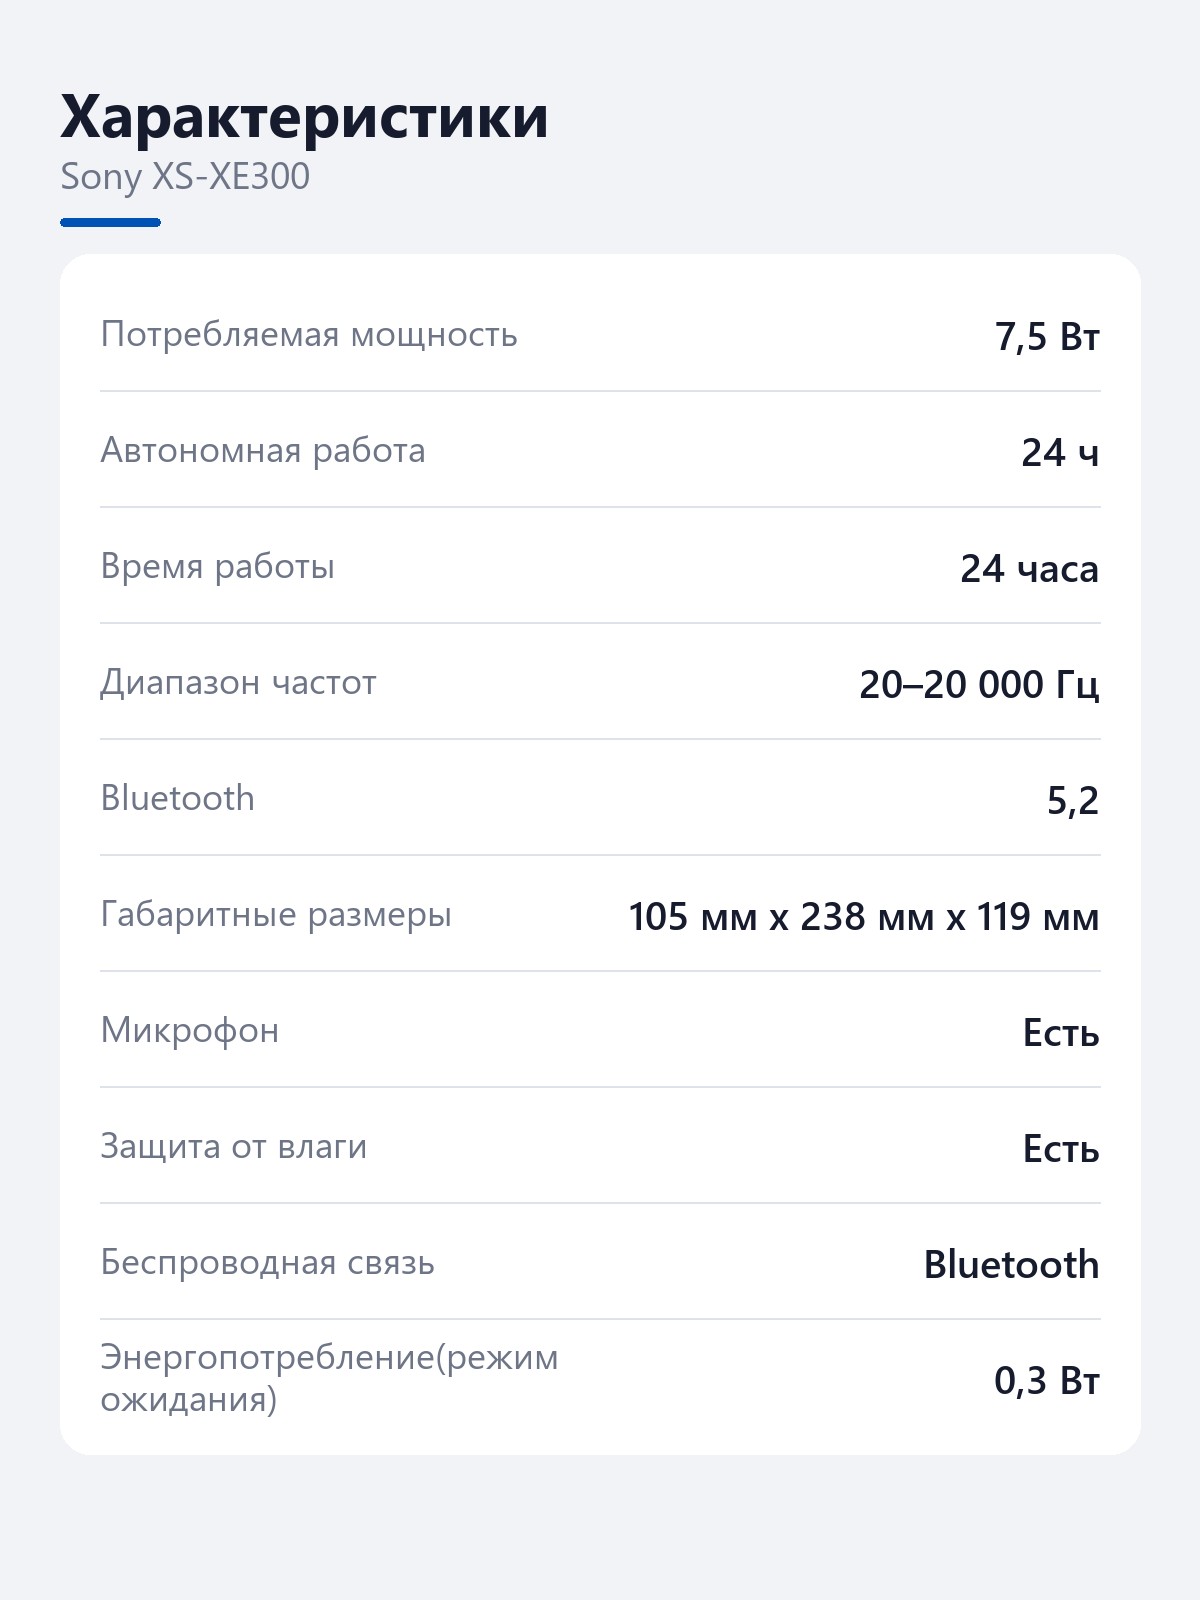 Характеристики
Sony XS-XE300
Потребляемая мощность 7,5 Вт
Автономная работа 24 ч
Время работы 24 часа
Диапазон частот 20–20 000 Гц
Bluetooth 5,2
Габаритные размеры 105 мм x 238 мм x 119 мм
Микрофон Есть
Защита от влаги Есть
Беспроводная связь Bluetooth
Энергопотребление(режим
ожидания) 0,3 Вт